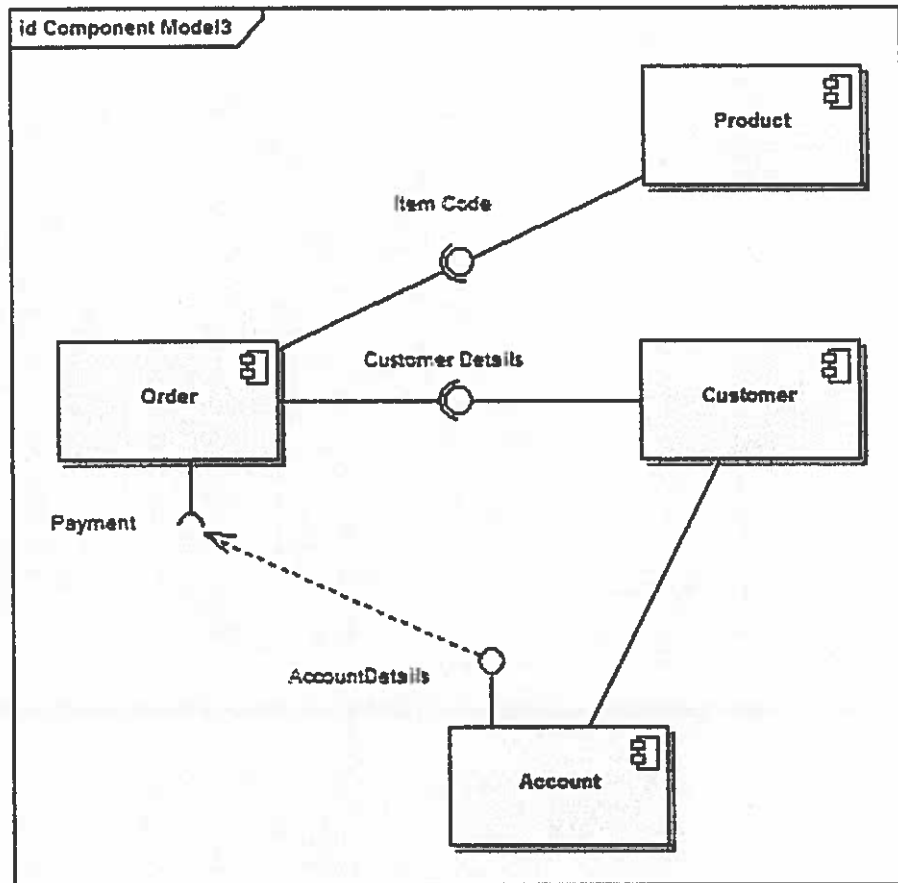 id Component Model3
Product
Item Code
Customer Details
Order
Customer
Payment
AccountDetails
Account